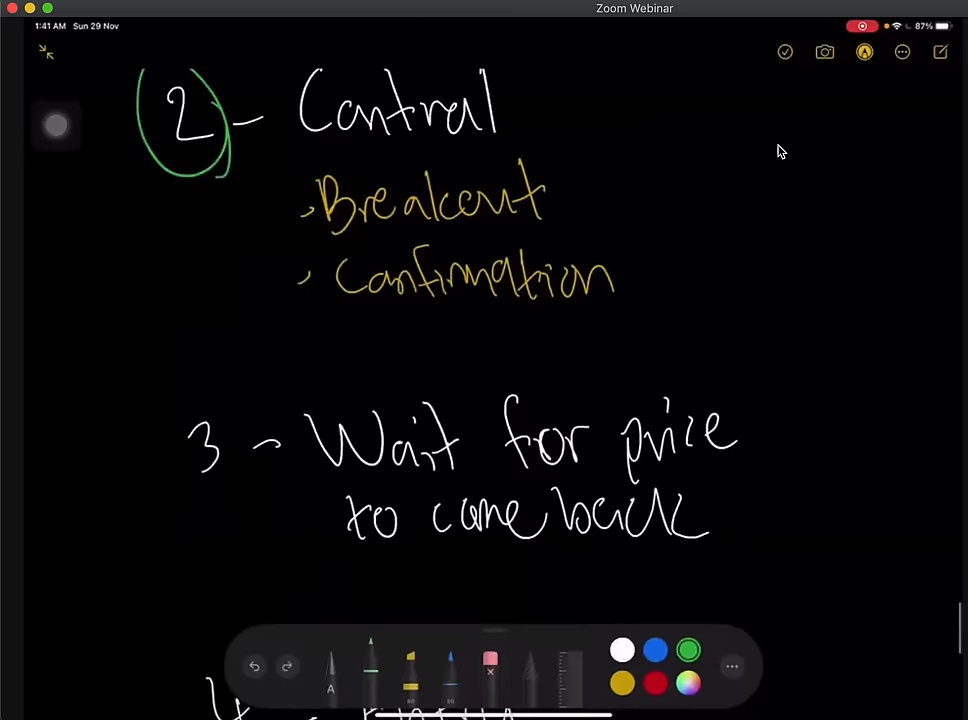 Zoom Webinar
1:41 AM Sun 29 Nov
87%
2 - Control
Breakout
Confirmation
3 - Wait for price
to come back
A
4 -